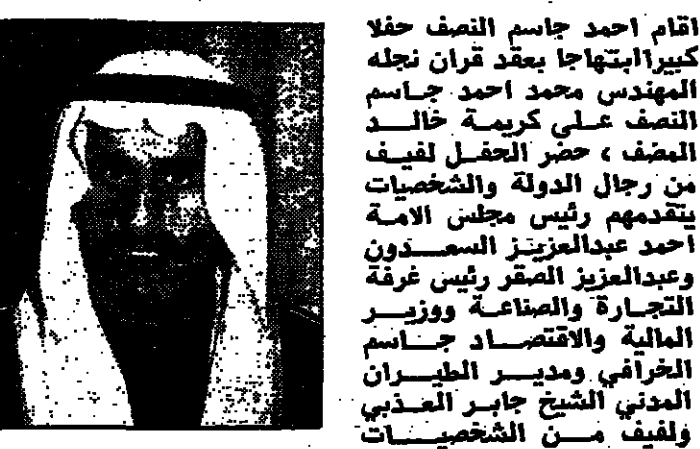 اقام احمد جاسم النصف حفلا
كبيراابتهاجا بعقد قران نجله
المهندس محمد احمد جاسم
النصف على كريمة خالد
المضف ، حضر الحفل لفيف
من رجال الدولة والشخصيات
يتقدمهم رئيس مجلس الامة
احمد عبدالعزيز السعدون
وعبدالعزيز الصقر رئيس غرفة
التجارة والصناعة ووزير
المالية والاقتصاد جاسم
الخرافي ومدير الطيران
المدني الشيخ جابر العذبي
ولفيف من الشخصيات